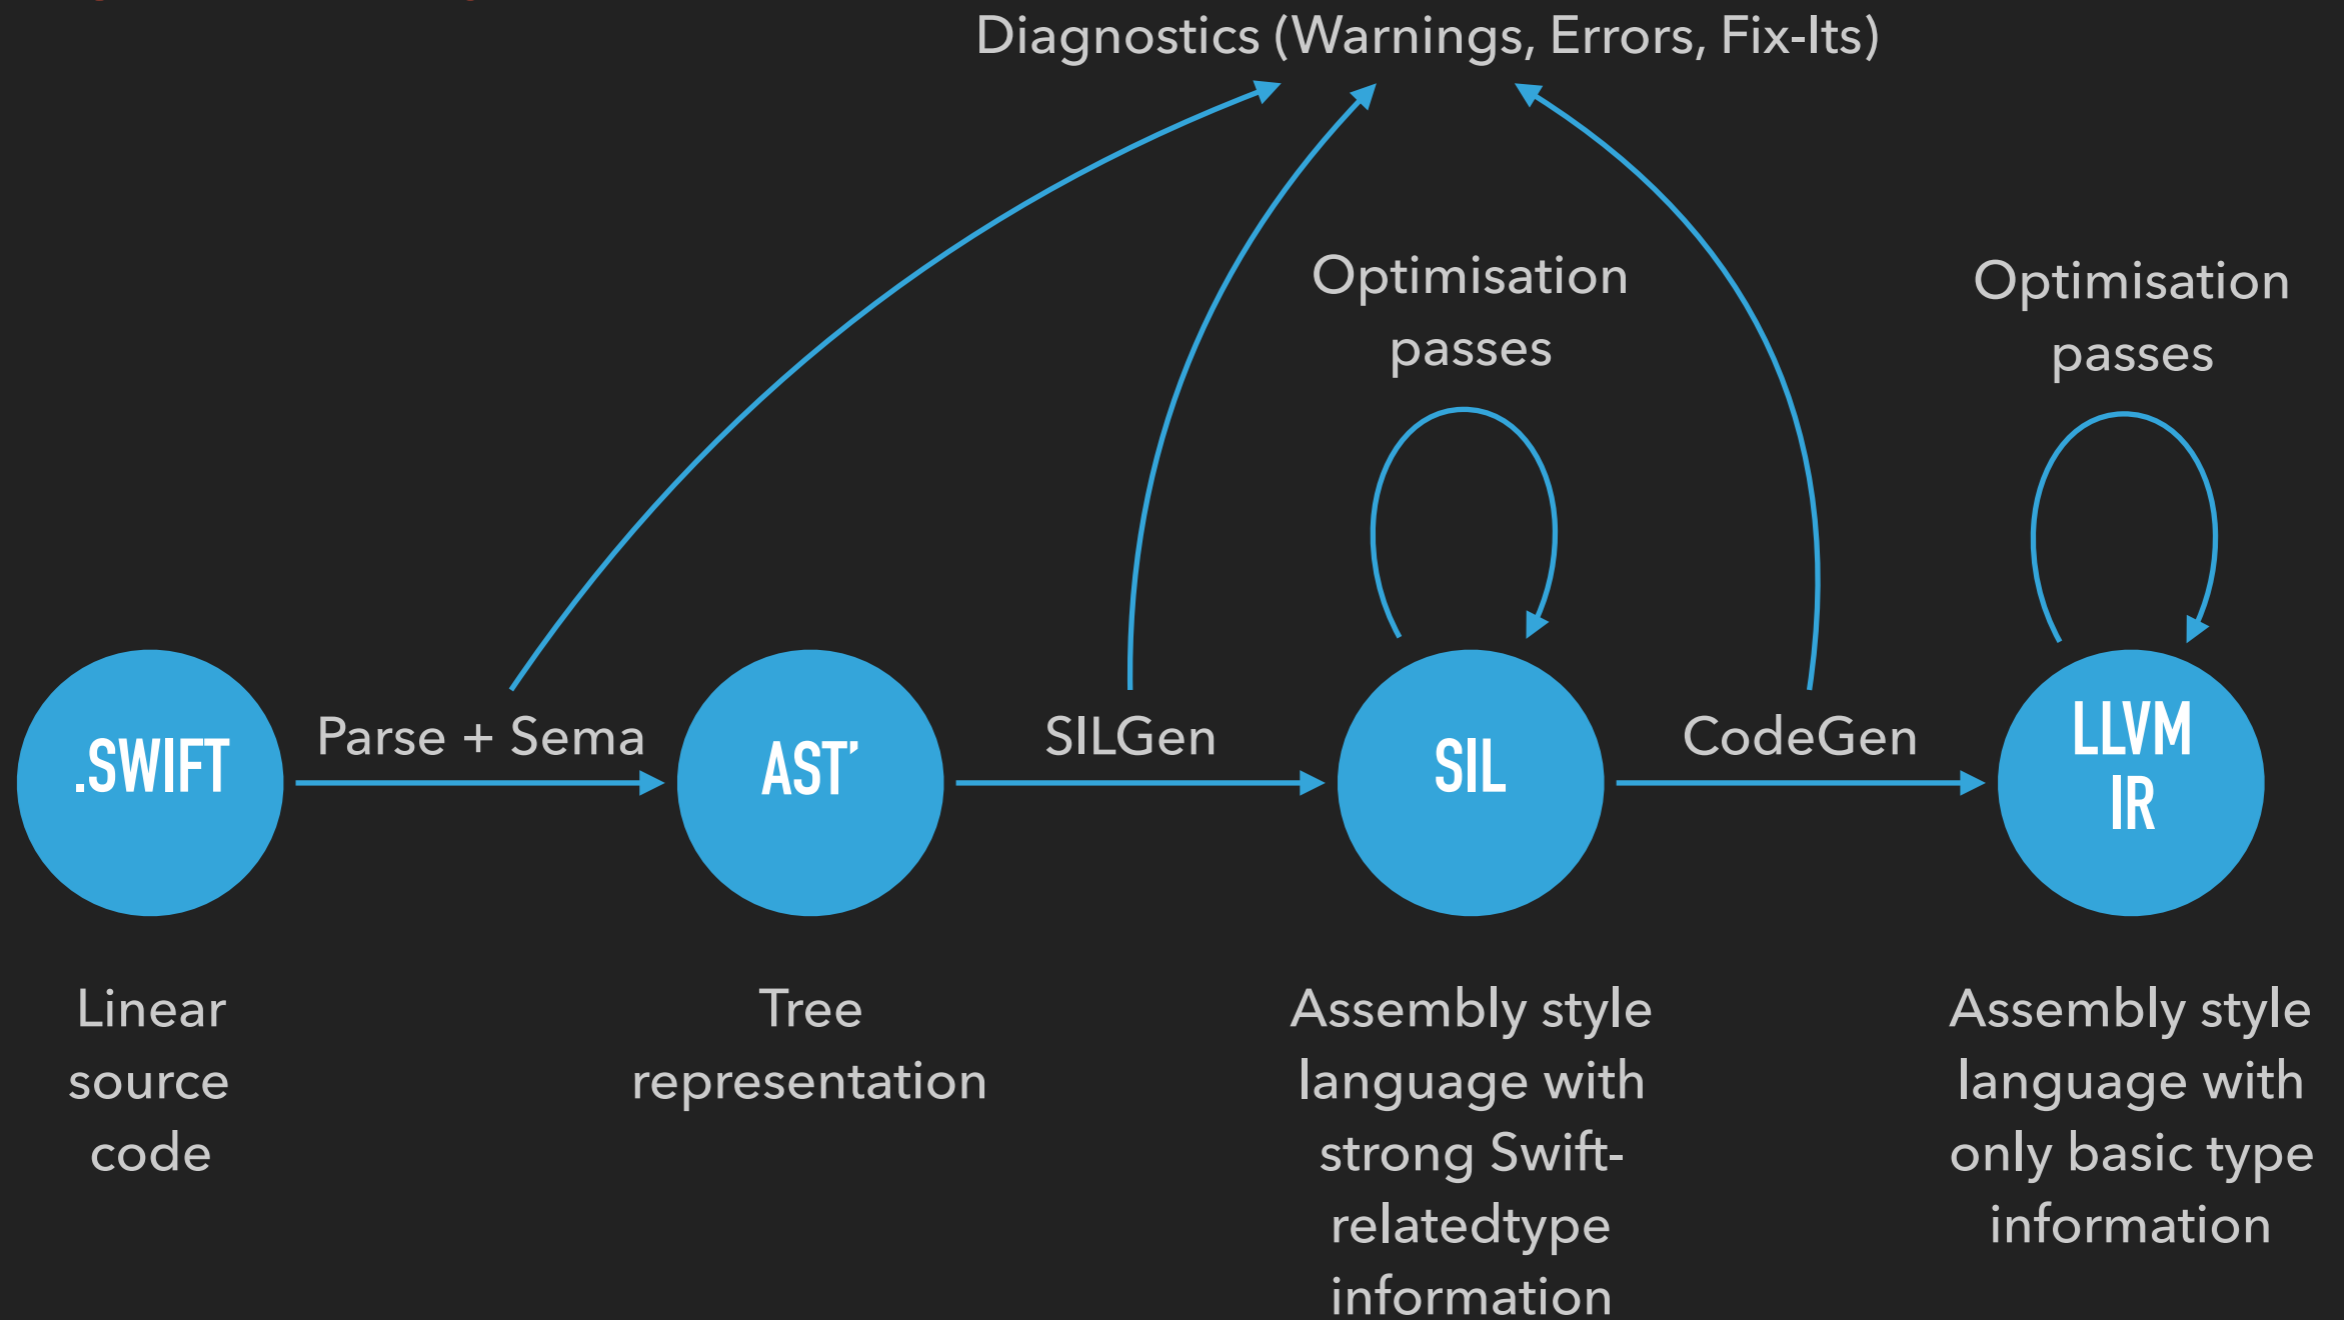 Diagnostics (Warnings, Errors, Fix-Its)
Optimisation
passes
Optimisation
passes
.SWIFT
Parse + Sema
AST’
SILGen
SIL
CodeGen
LLVM
IR
Linear
source
code
Tree
representation
Assembly style
language with
strong Swift-
relatedtype
information
Assembly style
language with
only basic type
information